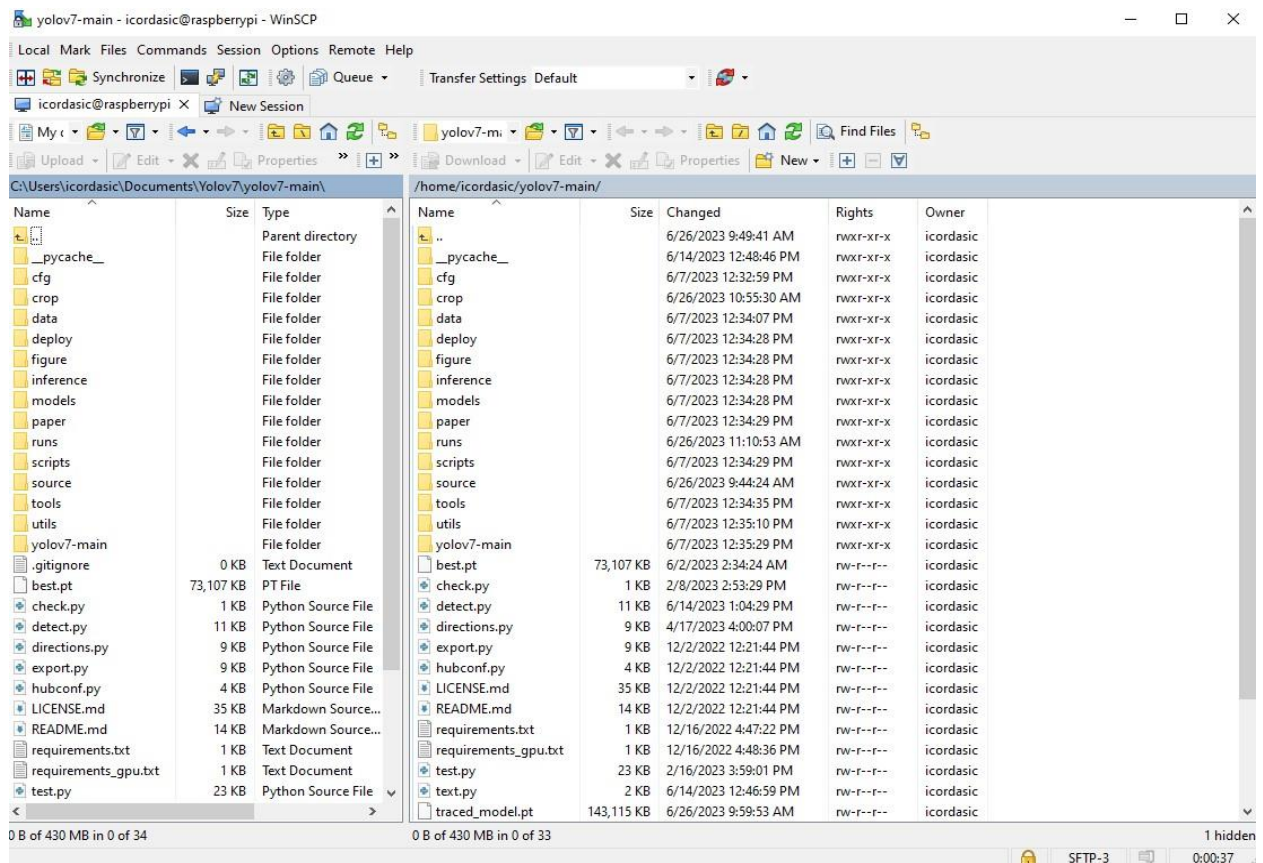 yolov7-main - icordasic@raspberrypi - WinSCP
Local Mark Files Commands Session Options Remote Help
Synchronize Queue Transfer Settings Default
icordasic@raspberrypi New Session
My yolov7-m Find Files
Upload Edit Properties » » Download Edit Properties New
C:\Users\icordasic\Documents\Yolov7\yolov7-main\ /home/icordasic/yolov7-main/
Name Size Type Name Size Changed Rights Owner
.. Parent directory .. 6/26/2023 9:49:41 AM rwxr-xr-x icordasic
__pycache__ File folder __pycache__ 6/14/2023 12:48:46 PM rwxr-xr-x icordasic
cfg File folder cfg 6/7/2023 12:32:59 PM rwxr-xr-x icordasic
crop File folder crop 6/26/2023 10:55:30 AM rwxr-xr-x icordasic
data File folder data 6/7/2023 12:34:07 PM rwxr-xr-x icordasic
deploy File folder deploy 6/7/2023 12:34:28 PM rwxr-xr-x icordasic
figure File folder figure 6/7/2023 12:34:28 PM rwxr-xr-x icordasic
inference File folder inference 6/7/2023 12:34:28 PM rwxr-xr-x icordasic
models File folder models 6/7/2023 12:34:28 PM rwxr-xr-x icordasic
paper File folder paper 6/7/2023 12:34:29 PM rwxr-xr-x icordasic
runs File folder runs 6/26/2023 11:10:53 AM rwxr-xr-x icordasic
scripts File folder scripts 6/7/2023 12:34:29 PM rwxr-xr-x icordasic
source File folder source 6/26/2023 9:44:24 AM rwxr-xr-x icordasic
tools File folder tools 6/7/2023 12:34:35 PM rwxr-xr-x icordasic
utils File folder utils 6/7/2023 12:35:10 PM rwxr-xr-x icordasic
yolov7-main File folder yolov7-main 6/7/2023 12:35:29 PM rwxr-xr-x icordasic
.gitignore 0 KB Text Document best.pt 73,107 KB 6/2/2023 2:34:24 AM rw-r--r-- icordasic
best.pt 73,107 KB PT File check.py 1 KB 2/8/2023 2:53:29 PM rw-r--r-- icordasic
check.py 1 KB Python Source File detect.py 11 KB 6/14/2023 1:04:29 PM rw-r--r-- icordasic
detect.py 11 KB Python Source File directions.py 9 KB 4/17/2023 4:00:07 PM rw-r--r-- icordasic
directions.py 9 KB Python Source File export.py 9 KB 12/2/2022 12:21:44 PM rw-r--r-- icordasic
export.py 9 KB Python Source File hubconf.py 4 KB 12/2/2022 12:21:44 PM rw-r--r-- icordasic
hubconf.py 4 KB Python Source File LICENSE.md 35 KB 12/2/2022 12:21:44 PM rw-r--r-- icordasic
LICENSE.md 35 KB Markdown Source... README.md 14 KB 12/2/2022 12:21:44 PM rw-r--r-- icordasic
README.md 14 KB Markdown Source... requirements.txt 1 KB 12/16/2022 4:47:22 PM rw-r--r-- icordasic
requirements.txt 1 KB Text Document requirements_gpu.txt 1 KB 12/16/2022 4:48:36 PM rw-r--r-- icordasic
requirements_gpu.txt 1 KB Text Document test.py 23 KB 2/16/2023 3:59:01 PM rw-r--r-- icordasic
test.py 23 KB Python Source File text.py 2 KB 6/14/2023 12:46:59 PM rw-r--r-- icordasic
traced_model.pt 143,115 KB 6/26/2023 9:59:53 AM rw-r--r-- icordasic
0 B of 430 MB in 0 of 34 0 B of 430 MB in 0 of 33 1 hidden
SFTP-3 0:00:37